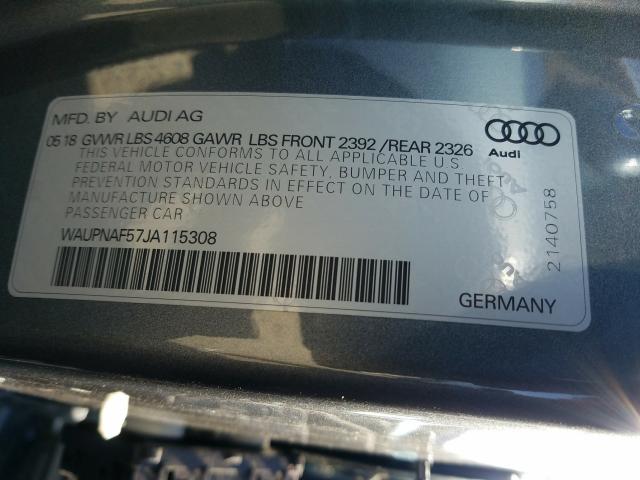 MFD. BY AUDI AG
05 18 GVWR LBS 4608 GAWR LBS FRONT 2392 /REAR 2326
THIS VEHICLE CONFORMS TO ALL APPLICABLE U.S
FEDERAL MOTOR VEHICLE SAFETY, BUMPER AND THEFT
PREVENTION STANDARDS IN EFFECT ON THE DATE OF
MANUFACTURE SHOWN ABOVE
PASSENGER CAR
WAUPNAF57JA115308
Audi
2140758
GERMANY